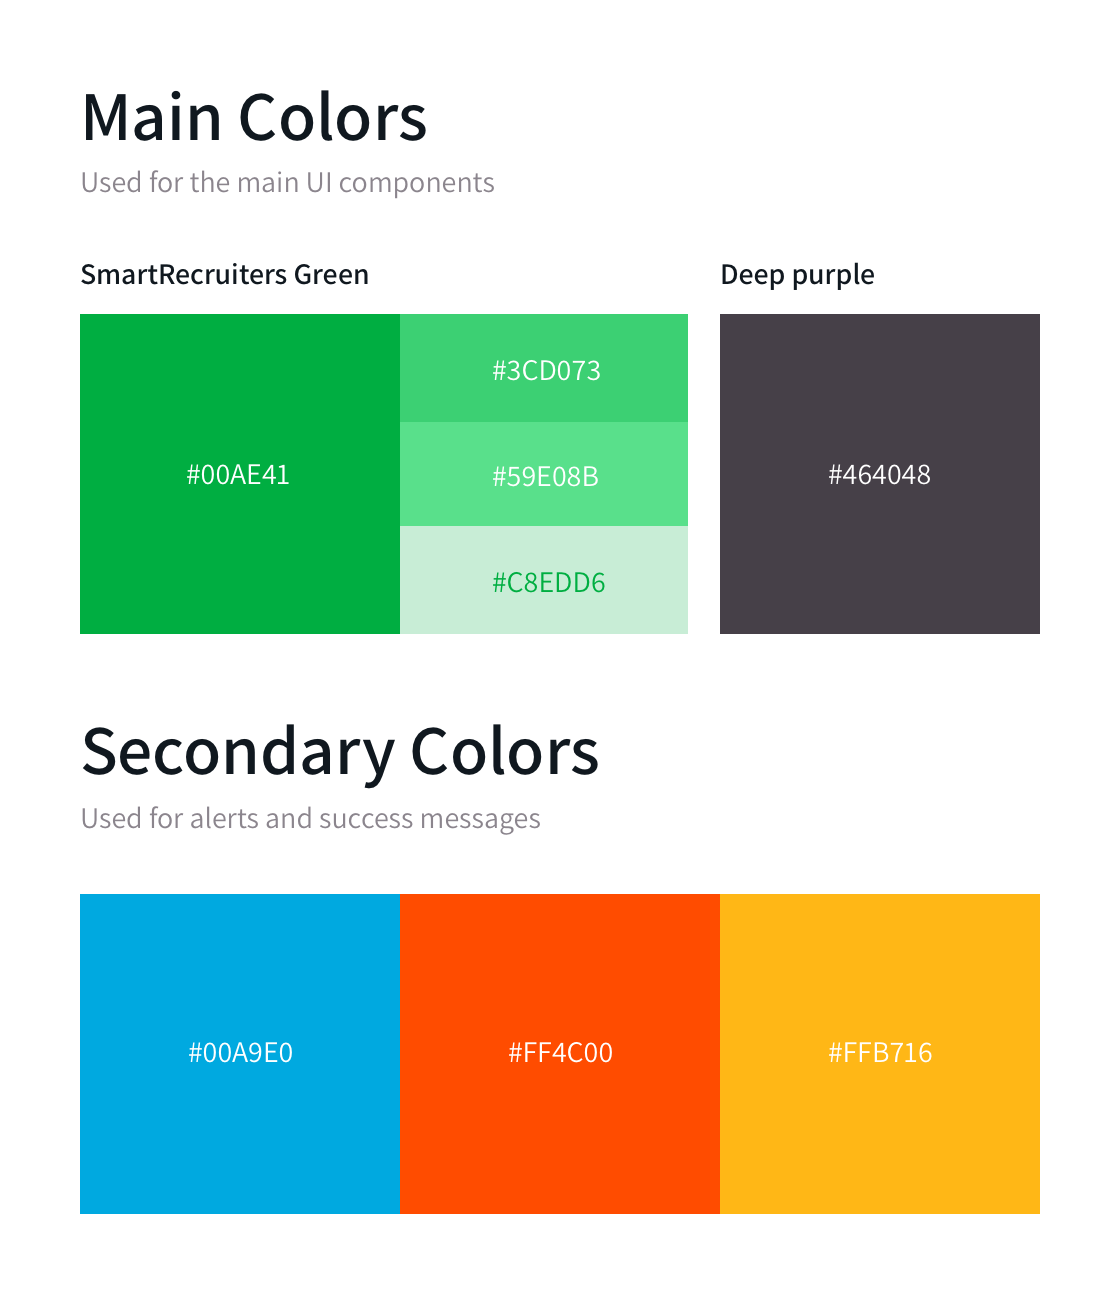 Main Colors
Used for the main UI components
SmartRecruiters Green
Deep purple
#00AE41
#3CD073
#59E08B
#C8EDD6
#464048
Secondary Colors
Used for alerts and success messages
#00A9E0
#FF4C00
#FFB716